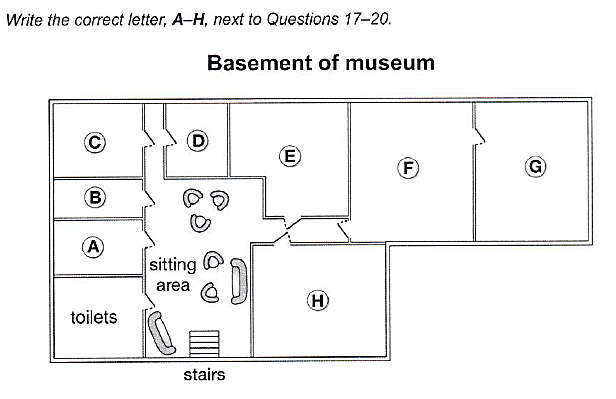 Write the correct letter, A–H, next to Questions 17–20.
Basement of museum
C
D
E
F
G
B
A
sitting
area
toilets
H
stairs